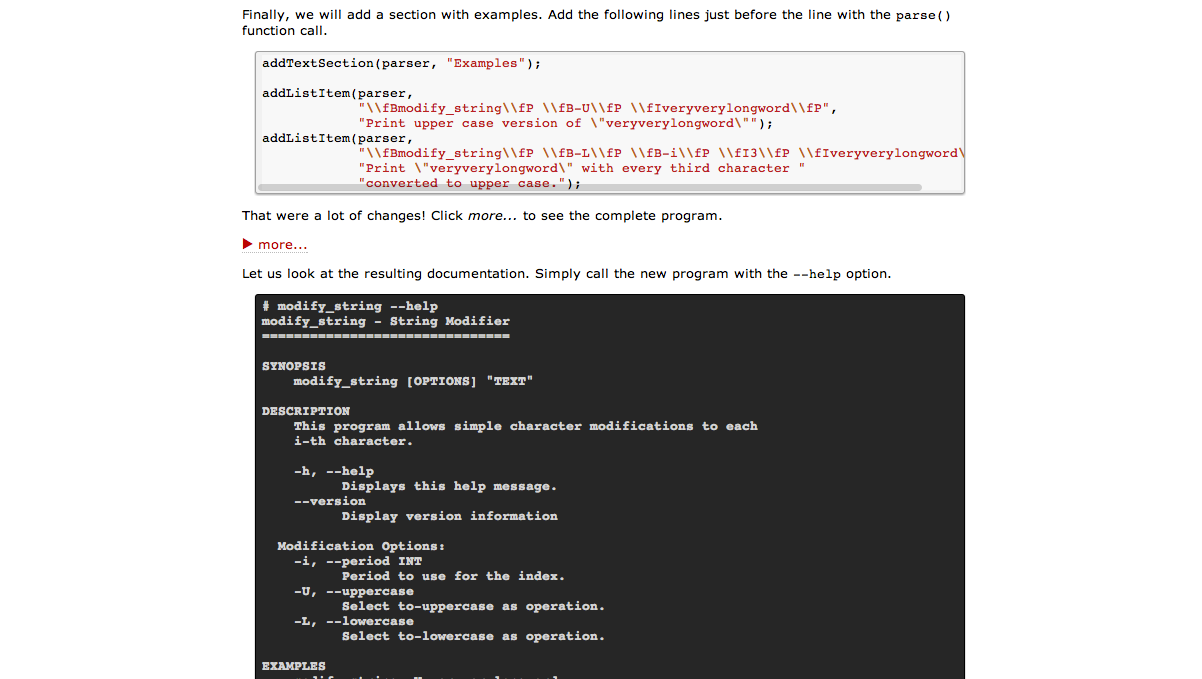 Finally, we will add a section with examples. Add the following lines just before the line with the parse()
function call.
addTextSection(parser, "Examples");
addListItem(parser,
"\\fBmodify_string\\fP \\fB-U\\fP \\fIveryverylongword\\fP",
"Print upper case version of \"veryverylongword\"");
addListItem(parser,
"\\fBmodify_string\\fP \\fB-L\\fP \\fB-i\\fP \\fI3\\fP \\fIveryverylongword\
"Print \"veryverylongword\" with every third character "
"converted to upper case.");
That were a lot of changes! Click more... to see the complete program.
more...
Let us look at the resulting documentation. Simply call the new program with the --help option.
# modify_string --help
modify_string - String Modifier
===============================
SYNOPSIS
modify_string [OPTIONS] "TEXT"
DESCRIPTION
This program allows simple character modifications to each
i-th character.
-h, --help
Displays this help message.
--version
Display version information
Modification Options:
-i, --period INT
Period to use for the index.
-U, --uppercase
Select to-uppercase as operation.
-L, --lowercase
Select to-lowercase as operation.
EXAMPLES